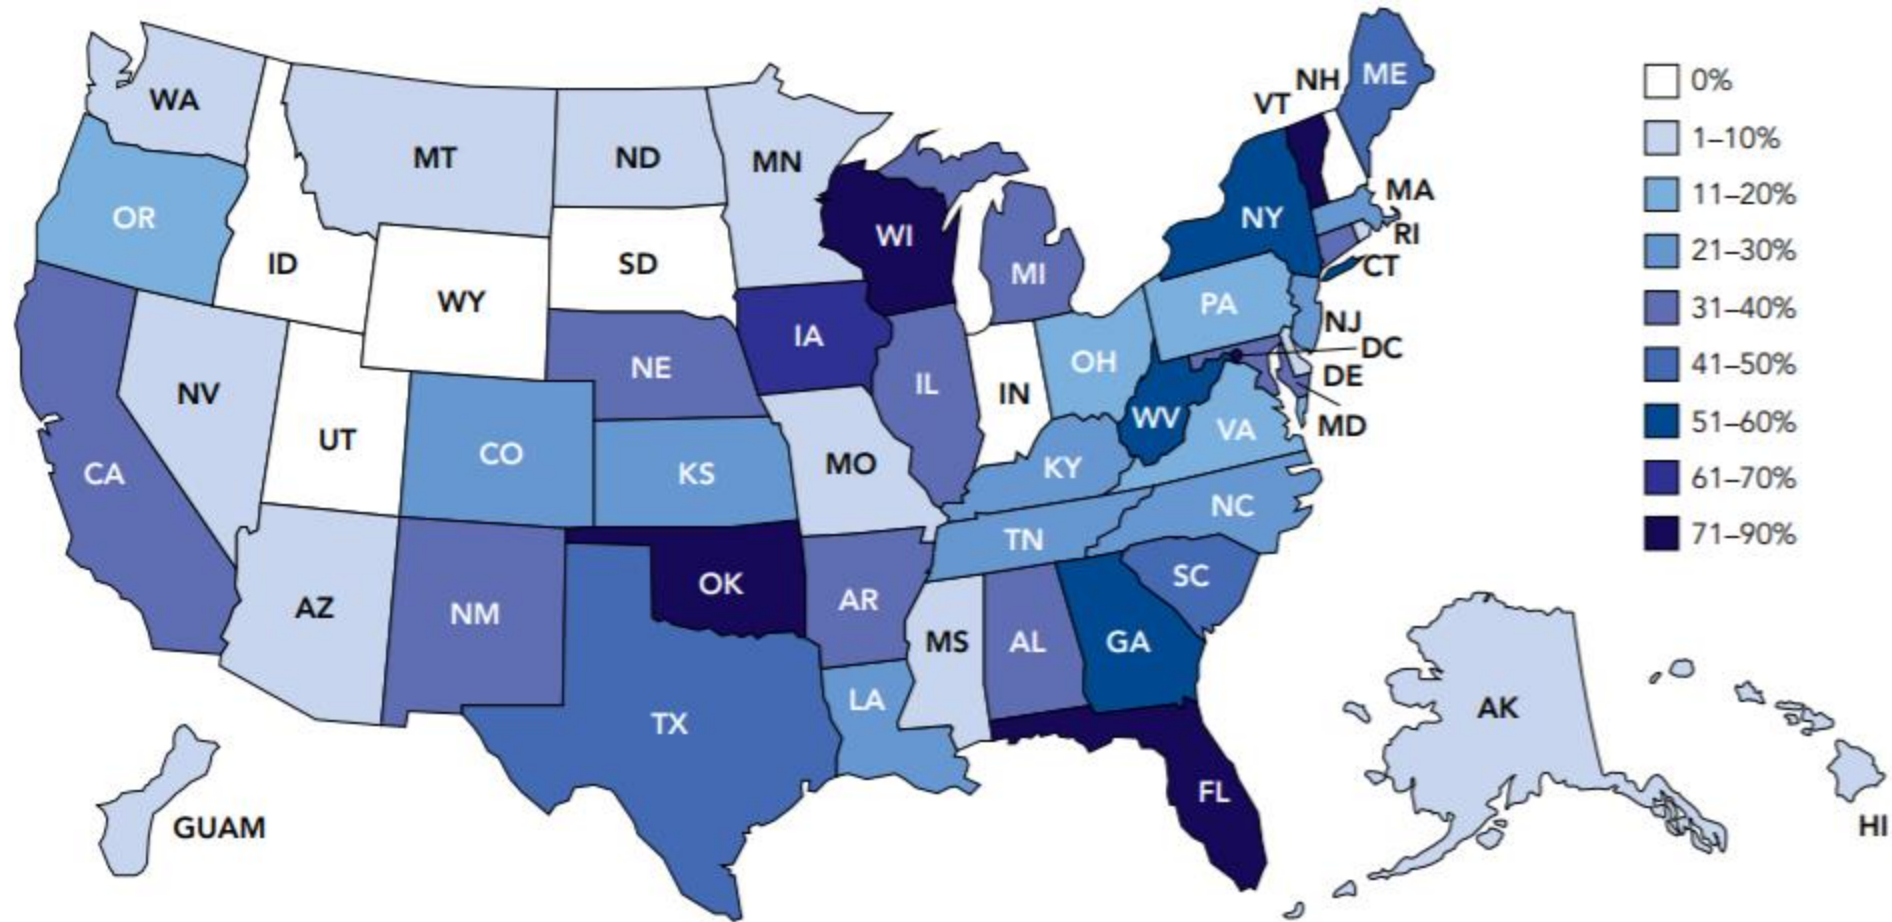 WA
MT
ND
MN
OR
ID
WY
SD
WI
MI
NY
VT
NH
ME
MA
RI
CT
NJ
DC
DE
MD
PA
NV
UT
CO
NE
IA
IL
IN
OH
WV
VA
CA
KS
MO
KY
NC
TN
AZ
NM
OK
AR
SC
MS
AL
GA
TX
LA
FL
AK
HI
GUAM
0%
1–10%
11–20%
21–30%
31–40%
41–50%
51–60%
61–70%
71–90%